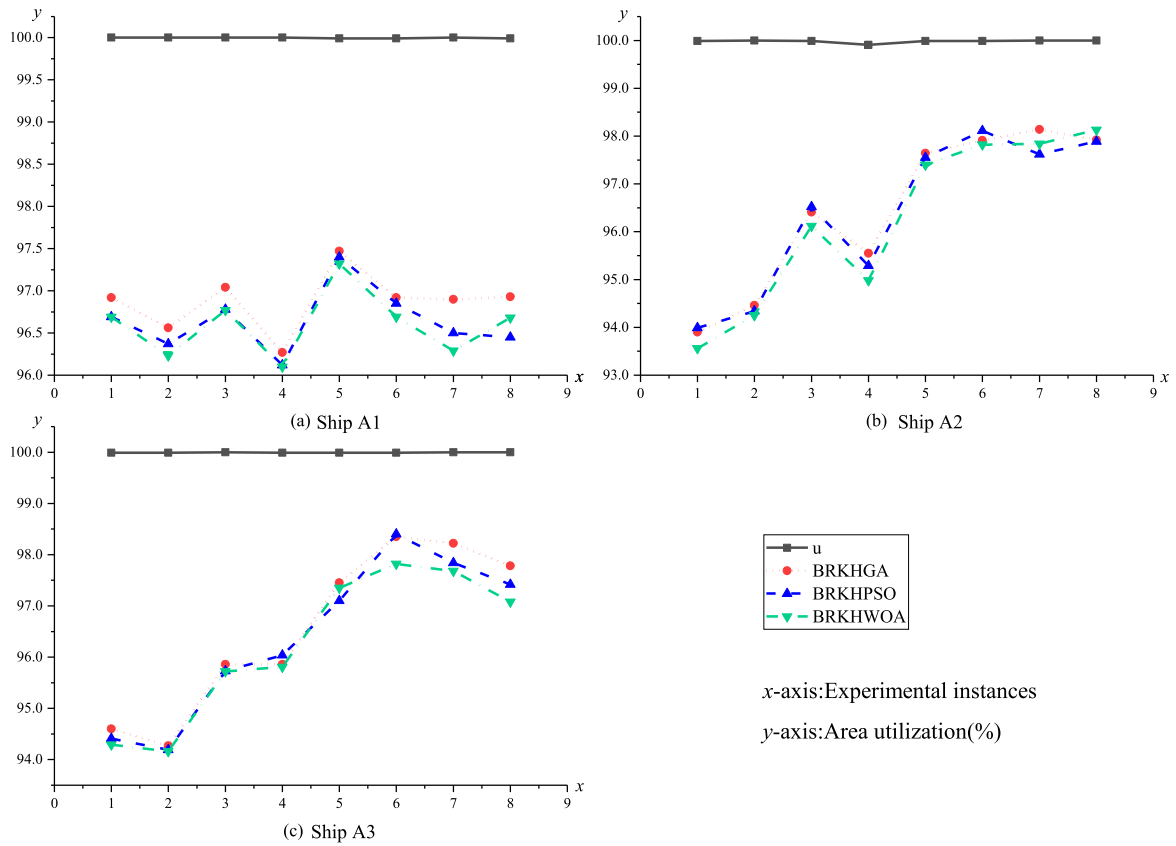 y
100.0
99.5
99.0
98.5
98.0
97.5
97.0
96.5
96.0
0 1 2 3 4 5 6 7 8 9
x
(a) Ship A1
y
100.0
99.0
98.0
97.0
96.0
95.0
94.0
93.0
0 1 2 3 4 5 6 7 8 9
x
(b) Ship A2
y
100.0
99.0
98.0
97.0
96.0
95.0
94.0
0 1 2 3 4 5 6 7 8 9
x
(c) Ship A3
u
BRKHGA
BRKHPSO
BRKHWOA
x-axis:Experimental instances
y-axis:Area utilization(%)